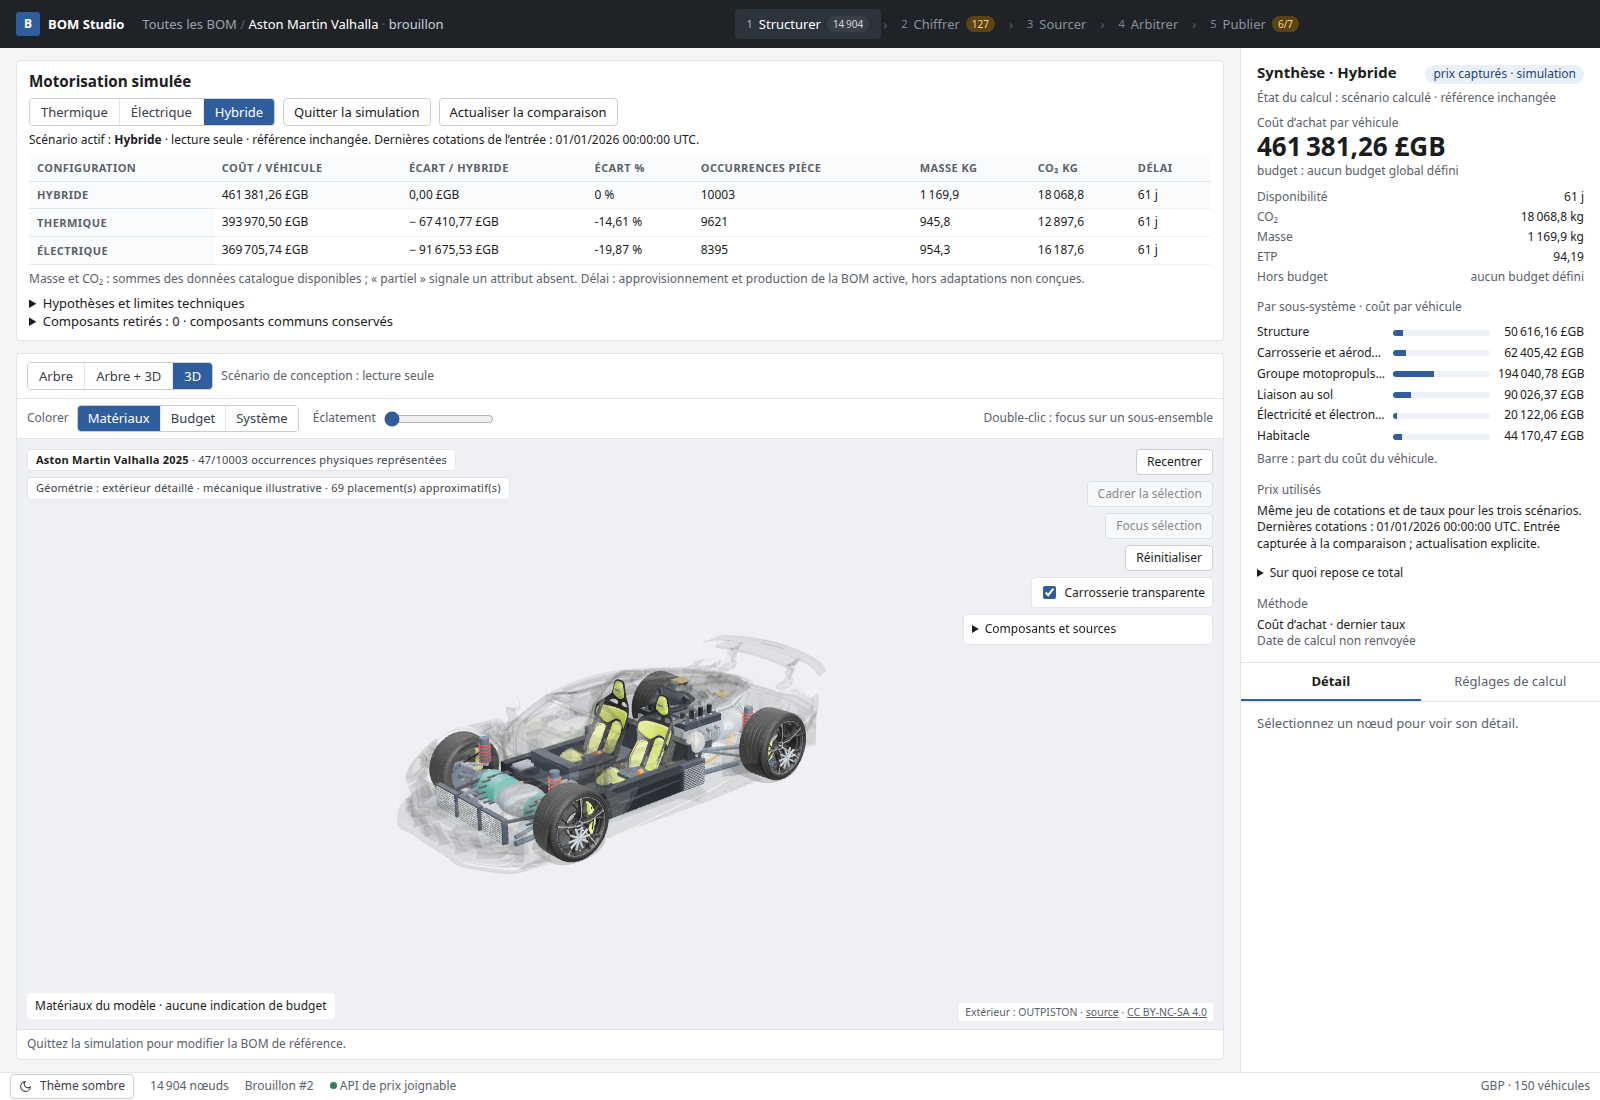 B BOM Studio Toutes les BOM / Aston Martin Valhalla · brouillon 1 Structurer 14 904 › 2 Chiffrer 127 › 3 Sourcer › 4 Arbitrer › 5 Publier 6/7
Motorisation simulée
Thermique Électrique Hybride Quitter la simulation Actualiser la comparaison
Scénario actif : Hybride · lecture seule · référence inchangée. Dernières cotations de l’entrée : 01/01/2026 00:00:00 UTC.
CONFIGURATION COÛT / VÉHICULE ÉCART / HYBRIDE ÉCART % OCCURRENCES PIÈCE MASSE KG CO₂ KG DÉLAI
HYBRIDE 461 381,26 £GB 0,00 £GB 0 % 10003 1 169,9 18 068,8 61 j
THERMIQUE 393 970,50 £GB − 67 410,77 £GB -14,61 % 9621 945,8 12 897,6 61 j
ÉLECTRIQUE 369 705,74 £GB − 91 675,53 £GB -19,87 % 8395 954,3 16 187,6 61 j
Masse et CO₂ : sommes des données catalogue disponibles ; « partiel » signale un attribut absent. Délai : approvisionnement et production de la BOM active, hors adaptations non conçues.
Hypothèses et limites techniques
Composants retirés : 0 · composants communs conservés
Arbre Arbre + 3D 3D Scénario de conception : lecture seule
Colorer Matériaux Budget Système Éclatement Double-clic : focus sur un sous-ensemble
Aston Martin Valhalla 2025 · 47/10003 occurrences physiques représentées
Géométrie : extérieur détaillé · mécanique illustrative · 69 placement(s) approximatif(s)
Recentrer
Cadrer la sélection
Focus sélection
Réinitialiser
Carrosserie transparente
Composants et sources
Matériaux du modèle · aucune indication de budget
Extérieur : OUTPISTON · source · CC BY-NC-SA 4.0
Quittez la simulation pour modifier la BOM de référence.
Synthèse · Hybride prix capturés · simulation
État du calcul : scénario calculé · référence inchangée
Coût d’achat par véhicule
461 381,26 £GB
budget : aucun budget global défini
Disponibilité 61 j
CO₂ 18 068,8 kg
Masse 1 169,9 kg
ETP 94,19
Hors budget aucun budget défini
Par sous-système · coût par véhicule
Structure 50 616,16 £GB
Carrosserie et aérod... 62 405,42 £GB
Groupe motopropuls... 194 040,78 £GB
Liaison au sol 90 026,37 £GB
Électricité et électron... 20 122,06 £GB
Habitacle 44 170,47 £GB
Barre : part du coût du véhicule.
Prix utilisés
Même jeu de cotations et de taux pour les trois scénarios.
Dernières cotations : 01/01/2026 00:00:00 UTC. Entrée
capturée à la comparaison ; actualisation explicite.
Sur quoi repose ce total
Méthode
Coût d’achat · dernier taux
Date de calcul non renvoyée
Détail Réglages de calcul
Sélectionnez un nœud pour voir son détail.
Thème sombre 14 904 nœuds Brouillon #2 API de prix joignable GBP · 150 véhicules